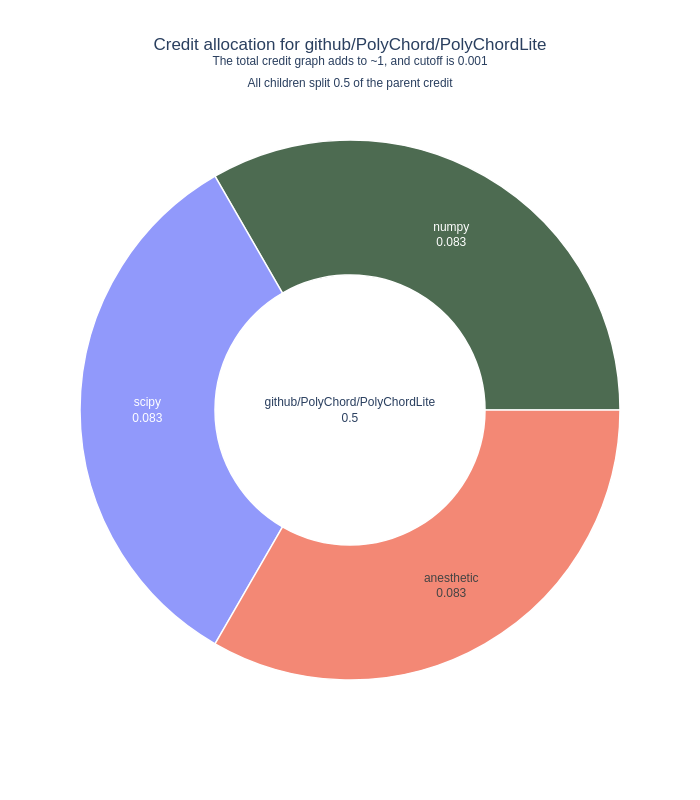 Credit allocation for github/PolyChord/PolyChordLite
The total credit graph adds to ~1, and cutoff is 0.001
All children split 0.5 of the parent credit
numpy
0.083
scipy
0.083
github/PolyChord/PolyChordLite
0.5
anesthetic
0.083